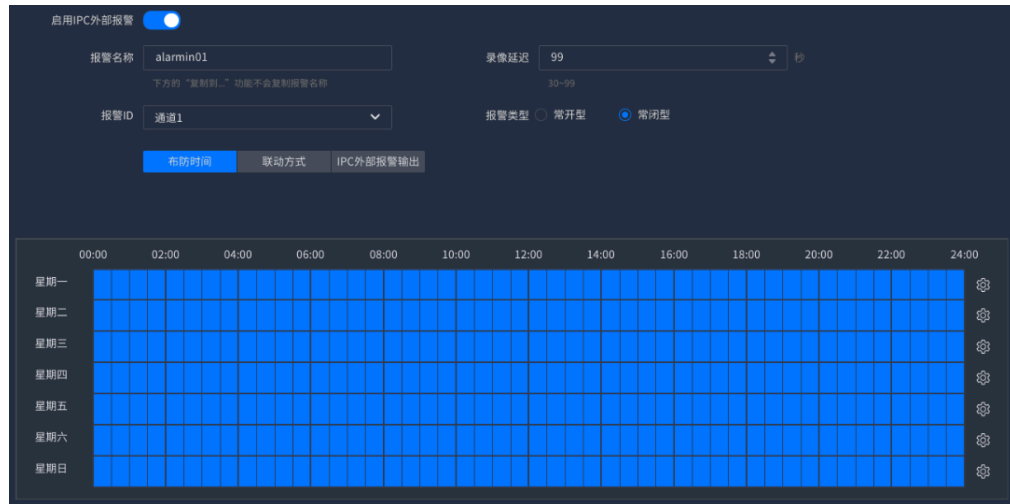 启用IPC外部报警
报警名称 alarmin01 录像延迟 99 秒
下方的“复制到...”功能不会复制报警名称 30~99
报警ID 通道1 报警类型 常开型 常闭型
布防时间 联动方式 IPC外部报警输出
00:00 02:00 04:00 06:00 08:00 10:00 12:00 14:00 16:00 18:00 20:00 22:00 24:00
星期一
星期二
星期三
星期四
星期五
星期六
星期日